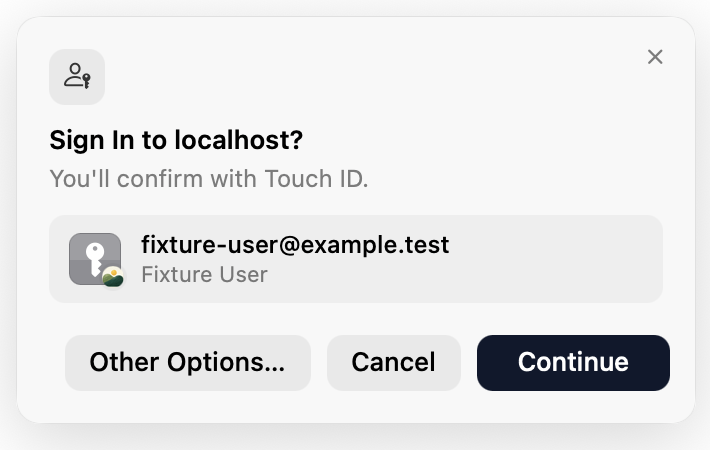 Sign In to localhost?
You'll confirm with Touch ID.
fixture-user@example.test
Fixture User
Other Options...
Cancel
Continue